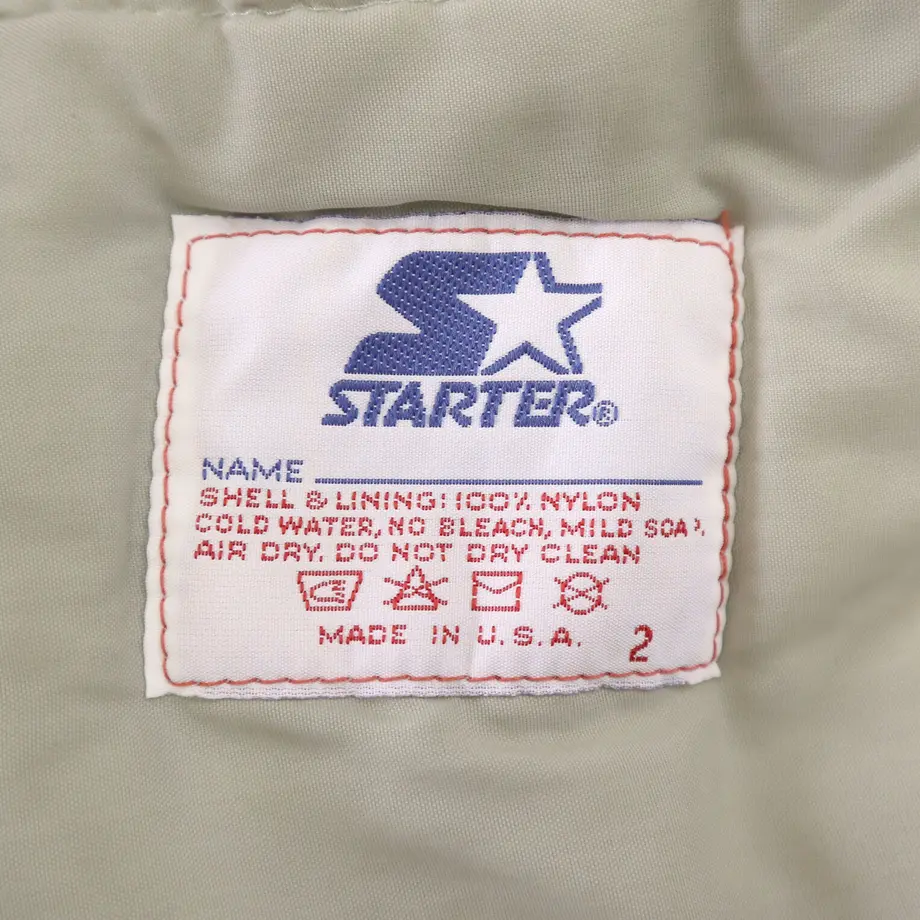 STARTER®
NAME
SHELL & LINING: 100% NYLON
COLD WATER, NO BLEACH, MILD SOAP,
AIR DRY. DO NOT DRY CLEAN
MADE IN U.S.A. 2